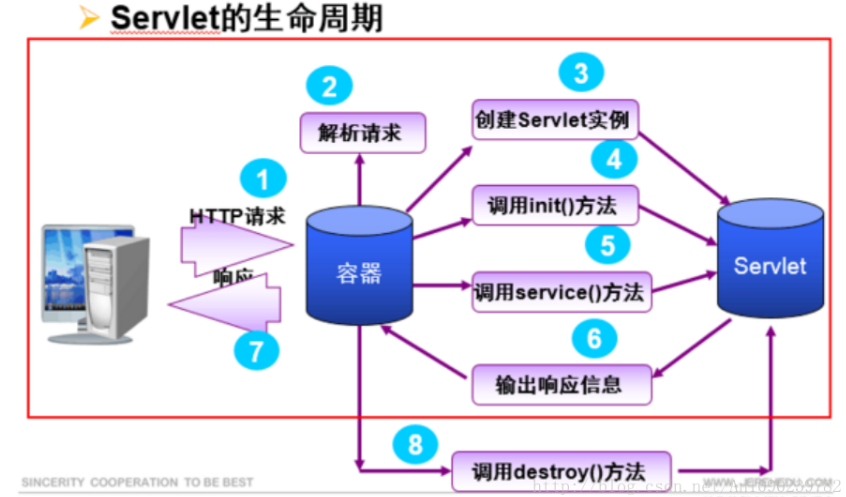 Servlet的生命周期
2
3
解析请求
创建Servlet实例
1
4
HTTP请求
调用init()方法
5
容器
Servlet
响应
调用service()方法
7
6
输出响应信息
8
调用destroy()方法
SINCERITY COOPERATION TO BE BEST
WWW. JEREHEDU.COM